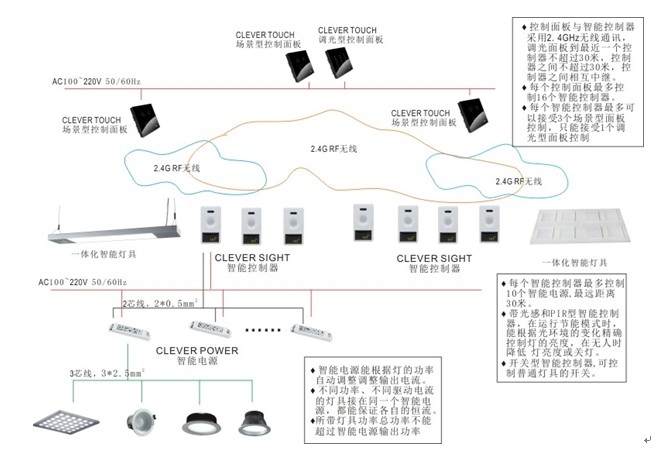 CLEVER TOUCH
场景型控制面板
CLEVER TOUCH
调光型控制面板
AC100~220V 50/60Hz
CLEVER TOUCH
场景型控制面板
CLEVER TOUCH
场景型控制面板
♦控制面板与智能控制器
采用2.4GHz无线通讯,
调光面板到最近一个控
制器不超过30米, 控制
器之间不超过30米, 控
制器之间相互中继。
♦每个控制面板最多控
制16个智能控制器。
♦每个智能控制器最多可
以接受3个场景型面板
控制, 只能接受1个调
光型面板控制
2.4G RF无线
2.4G RF无线
2.4G RF无线
一体化智能灯具
CLEVER SIGHT
智能控制器
CLEVER SIGHT
智能控制器
一体化智能灯具
AC100~220V 50/60Hz
2芯线, 2*0.5mm²
CLEVER POWER
智能电源
3芯线, 3*2.5mm²
♦每个智能控制器最多控制
10个智能电源,最远距离
30米。
♦带光感和PIR型智能控制
器, 在运行节能模式时,
能根据光环境的变化精确
控制灯的亮度, 在无人时
降低 灯亮度或关灯。
♦开关型智能控制器,可控
制普通灯具的开关。
♦智能电源能根据灯的功率
自动调整调整输出电流。
♦不同功率、不同驱动电流
的灯具接在同一个智能电
源, 都能保证各自的恒流。
♦所带灯具功率总功率不能
超过智能电源输出功率